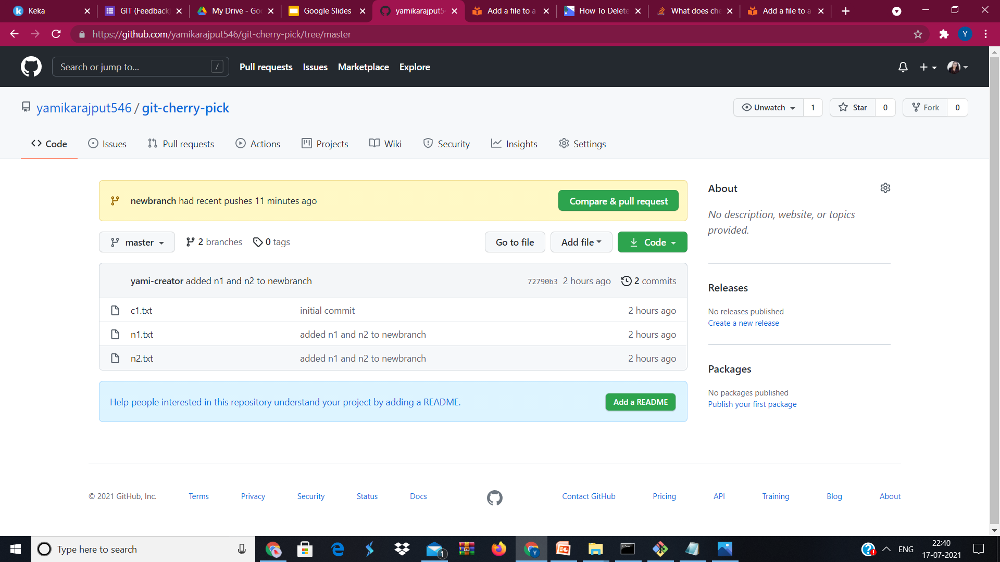 Keka
GIT (Feedback
My Drive - Goo
Google Slides
yamikarajput5
Add a file to a
How To Delete
What does che
Add a file to a
https://github.com/yamikarajput546/git-cherry-pick/tree/master
Y
Search or jump to...
/
Pull requests
Issues
Marketplace
Explore
yamikarajput546 / git-cherry-pick
Unwatch 1
Star 0
Fork 0
Code
Issues
Pull requests
Actions
Projects
Wiki
Security
Insights
Settings
newbranch had recent pushes 11 minutes ago
Compare & pull request
master
2 branches
0 tags
Go to file
Add file
Code
yami-creator added n1 and n2 to newbranch
72790b3 2 hours ago
2 commits
c1.txt initial commit 2 hours ago
n1.txt added n1 and n2 to newbranch 2 hours ago
n2.txt added n1 and n2 to newbranch 2 hours ago
Help people interested in this repository understand your project by adding a README.
Add a README
About
No description, website, or topics
provided.
Releases
No releases published
Create a new release
Packages
No packages published
Publish your first package
© 2021 GitHub, Inc.
Terms
Privacy
Security
Status
Docs
Contact GitHub
Pricing
API
Training
Blog
About
Type here to search
1
Y
ENG
22:40
17-07-2021